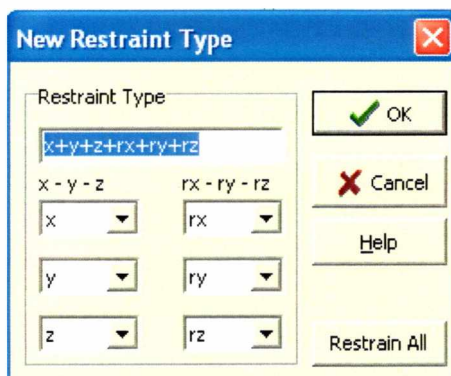 New Restraint Type
Restraint Type
x+y+z+rx+ry+rz
x - y - z
rx - ry - rz
x
rx
y
ry
z
rz
OK
Cancel
Help
Restrain All